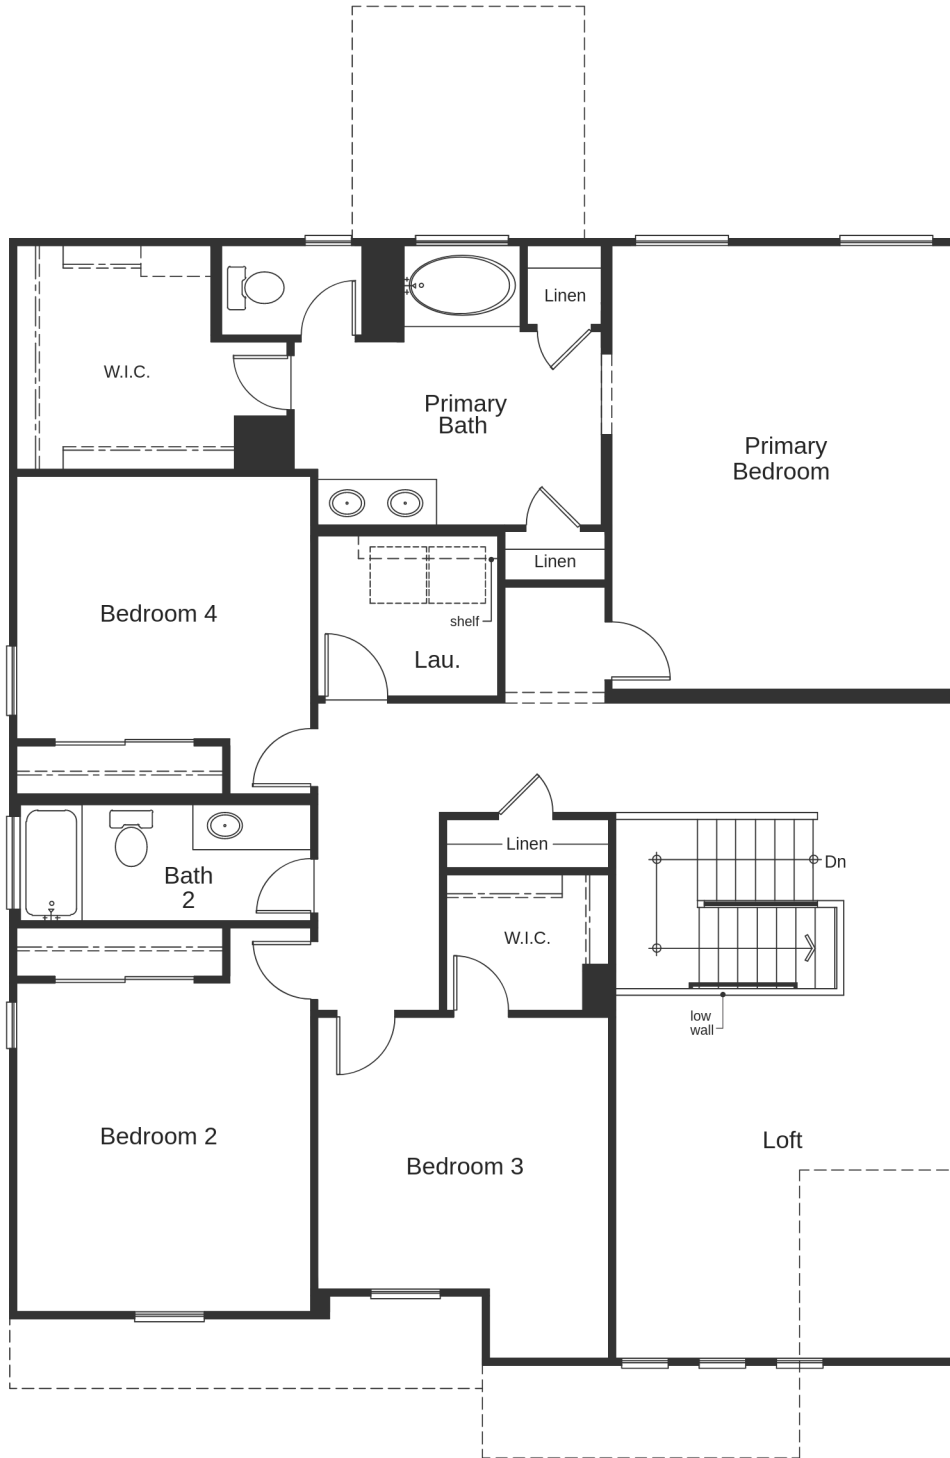 Linen
W.I.C.
Primary
Bath
Primary
Bedroom
Linen
Bedroom 4
shelf
Lau.
Linen
Dn
Bath
2
W.I.C.
low
wall
Bedroom 2
Loft
Bedroom 3